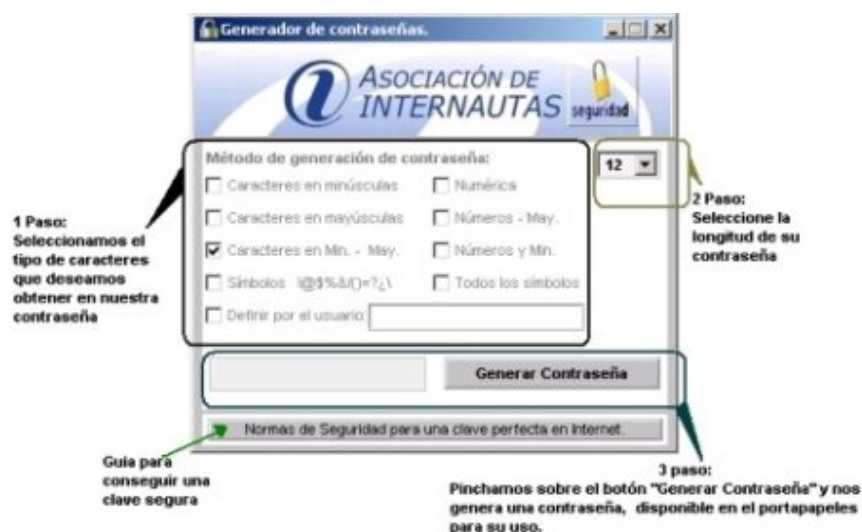 Generador de contraseñas.
ASOCIACIÓN DE
INTERNAUTAS
seguridad
Método de generación de contraseña:
12
Caracteres en minúsculas
Numérica
Caracteres en mayúsculas
Números - May.
Caracteres en Min. - May.
Números y Min.
Símbolos !@$%&/()=?¿\
Todos los símbolos
Definir por el usuario:
1 Paso:
Seleccionamos el
tipo de caracteres
que deseamos
obtener en nuestra
contraseña
2 Paso:
Seleccione la
longitud de su
contraseña
Generar Contraseña
Normas de Seguridad para una clave perfecta en Internet.
Guia para
conseguir una
clave segura
3 paso:
Pinchamos sobre el botón "Generar Contraseña" y nos
genera una contraseña, disponible en el portapapeles
para su uso.